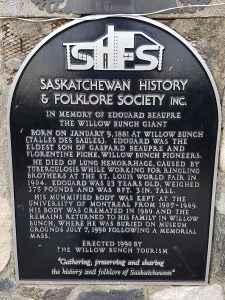 SHFS
SASKATCHEWAN HISTORY
& FOLKLORE SOCIETY INC.
IN MEMORY OF EDOUARD BEAUPRE
THE WILLOW BUNCH GIANT
BORN ON JANUARY 9, 1881 AT WILLOW BUNCH
(TALLES DES SAULES). EDOUARD WAS THE
ELDEST SON OF GASPARD BEAUPRE AND
FLORENTINE PICHE, WILLOW BUNCH PIONEERS.
HE DIED OF LUNG HEMORRHAGE, CAUSED BY
TUBERCULOSIS WHILE WORKING FOR RINGLING
BROTHERS AT THE ST. LOUIS WORLD FAIR IN
1904. EDOUARD WAS 23 YEARS OLD, WEIGHED
375 POUNDS AND WAS 8FT. 3 IN. TALL.
HIS MUMMIFIED BODY WAS KEPT AT THE
UNIVERSITY OF MONTREAL FROM 1907-1989.
HIS BODY WAS CREMATED IN 1989 AND THE
REMAINS RETURNED TO HIS FAMILY IN WILLOW
BUNCH, WHERE HE WAS BURIED ON MUSEUM
GROUNDS JULY 7, 1990 FOLLOWING A MEMORIAL
MASS.
ERECTED 1990 BY
THE WILLOW BUNCH TOURISM
"Gathering, preserving and sharing
the history and folklore of Saskatchewan"